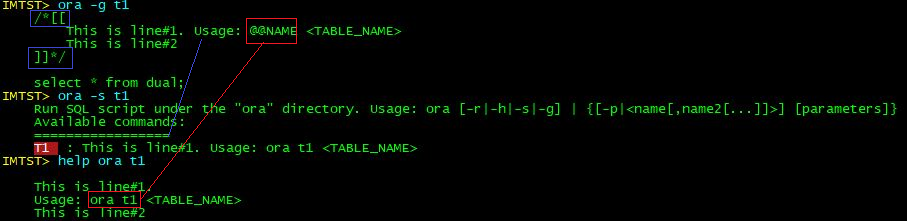 IMTST> ora -g t1
/*[[
This is line#1. Usage: @@NAME <TABLE_NAME>
This is line#2
]]*/
select * from dual;
IMTST> ora -s t1
Run SQL script under the "ora" directory. Usage: ora [-r|-h|-s|-g] | {[-p|<name[,name2[...]]>] [parameters]}
Available commands:
=================
T1 : This is line#1. Usage: ora t1 <TABLE_NAME>
IMTST> help ora t1
This is line#1.
Usage: ora t1 <TABLE_NAME>
This is line#2